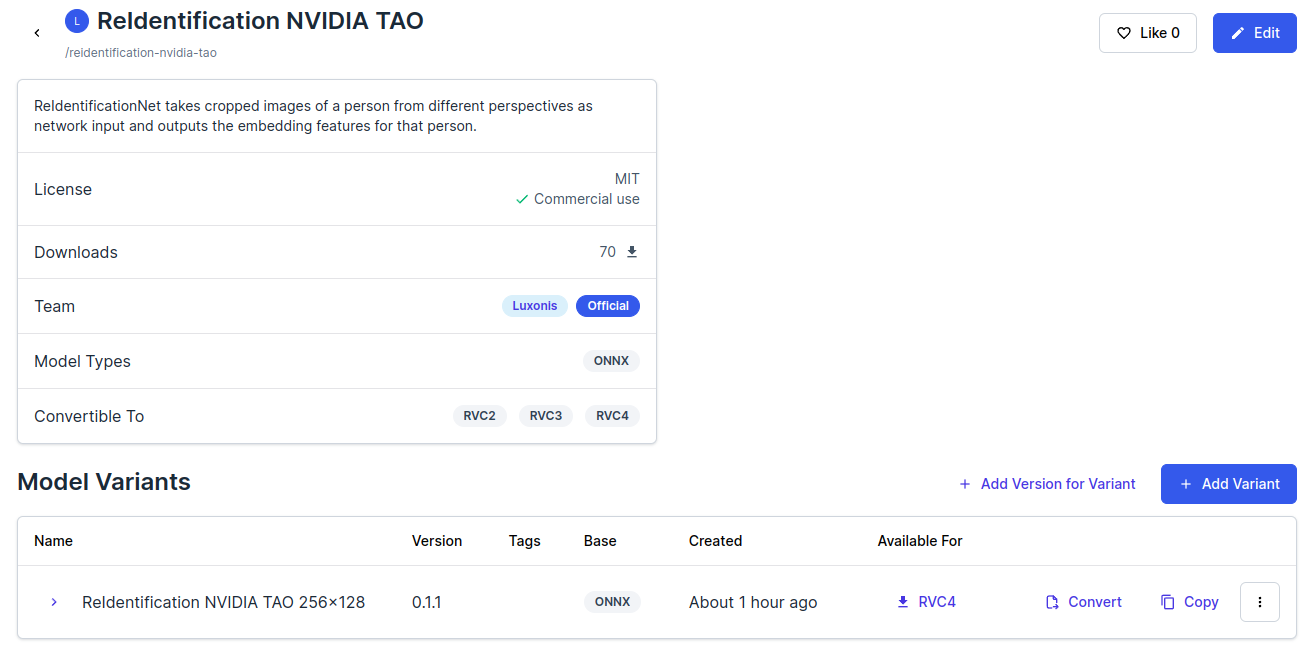 L ReIdentification NVIDIA TAO
/reidentification-nvidia-tao
Like 0
Edit
ReIdentificationNet takes cropped images of a person from different perspectives as
network input and outputs the embedding features for that person.
License
MIT
Commercial use
Downloads
70
Team
Luxonis Official
Model Types
ONNX
Convertible To
RVC2 RVC3 RVC4
Model Variants
+ Add Version for Variant
+ Add Variant
Name Version Tags Base Created Available For
ReIdentification NVIDIA TAO 256×128 0.1.1 ONNX About 1 hour ago RVC4 Convert Copy